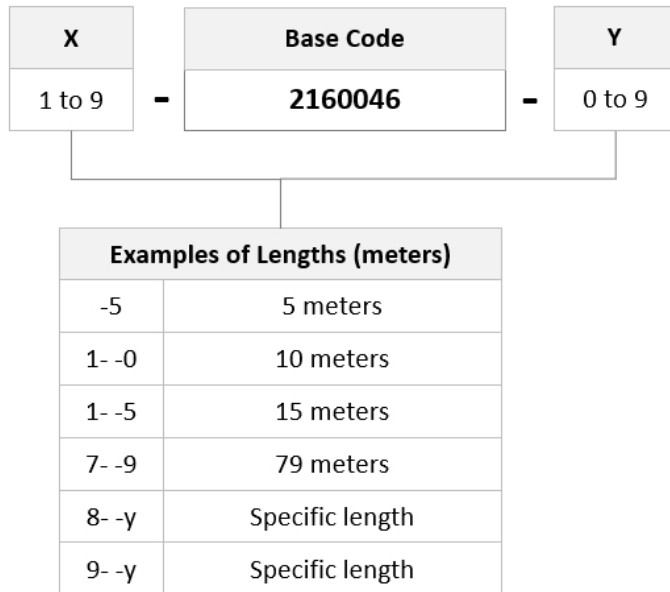 X Base Code Y
1 to 9 - 2160046 - 0 to 9
Examples of Lengths (meters)
-5 5 meters
1- -0 10 meters
1- -5 15 meters
7- -9 79 meters
8- -y Specific length
9- -y Specific length